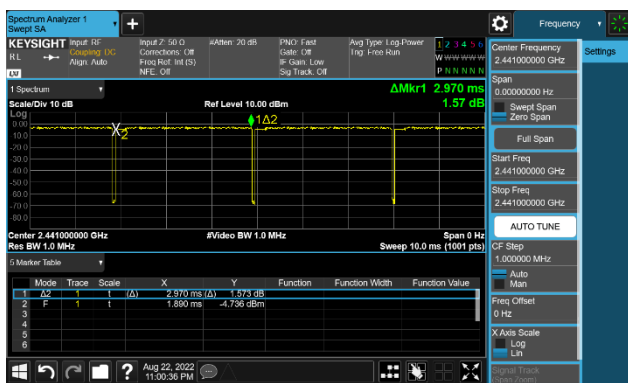 Spectrum Analyzer 1
Swept SA
Frequency
KEYSIGHT Input: RF
Coupling: DC
Align: Auto
Input Z: 50 Ω
Corrections: Off
Freq Ref: Int (S)
NFE: Off
#Atten: 20 dB
PNO: Fast
Gate: Off
IF Gain: Low
Sig Track: Off
Avg Type: Log-Power
Trig: Free Run
1 2 3 4 5 6
W W W W W W
P N N N N N
RL
LXI
1 Spectrum
Scale/Div 10 dB
Ref Level 10.00 dBm
ΔMkr1 2.970 ms
1.57 dB
Log
0.00
-10.0
-20.0
-30.0
-40.0
-50.0
-60.0
-70.0
-80.0
X2
1Δ2
Center 2.441000000 GHz
Res BW 1.0 MHz
#Video BW 1.0 MHz
Span 0 Hz
Sweep 10.0 ms (1001 pts)
5 Marker Table
Mode Trace Scale X Y Function Function Width Function Value
1 Δ2 1 t (Δ) 2.970 ms (Δ) 1.573 dB
2 F 1 t 1.890 ms -4.736 dBm
3
4
5
6
Aug 22, 2022
11:00:36 PM
Center Frequency
2.441000000 GHz
Settings
Span
0.00000000 Hz
Swept Span
Zero Span
Full Span
Start Freq
2.441000000 GHz
Stop Freq
2.441000000 GHz
AUTO TUNE
CF Step
1.000000 MHz
Auto
Man
Freq Offset
0 Hz
X Axis Scale
Log
Lin
Signal Track
(Span Zoom)